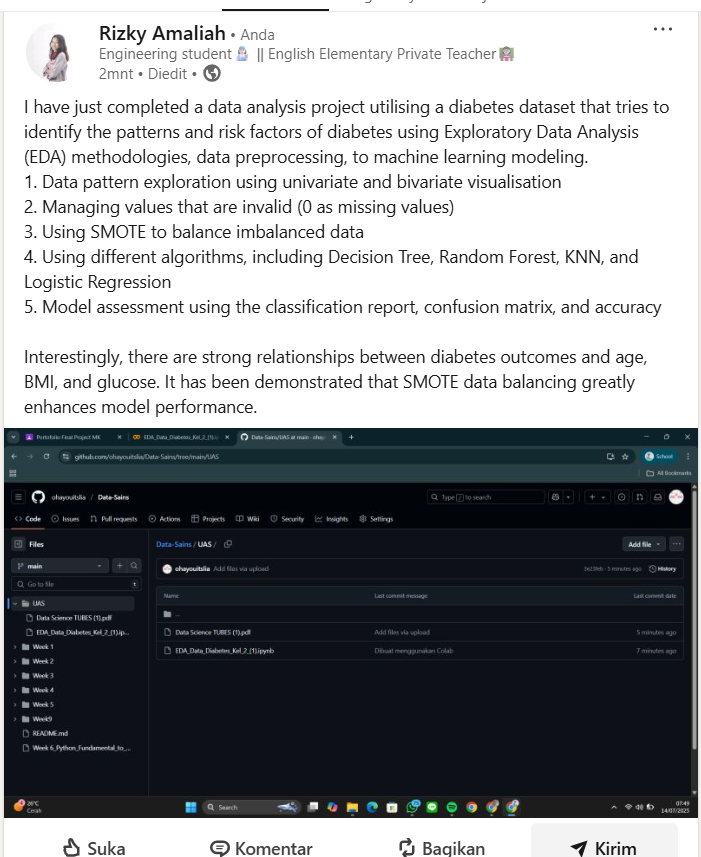 Rizky Amaliah • Anda
Engineering student || English Elementary Private Teacher
2mnt • Diedit •
I have just completed a data analysis project utilising a diabetes dataset that tries to
identify the patterns and risk factors of diabetes using Exploratory Data Analysis
(EDA) methodologies, data preprocessing, to machine learning modeling.
1. Data pattern exploration using univariate and bivariate visualisation
2. Managing values that are invalid (0 as missing values)
3. Using SMOTE to balance imbalanced data
4. Using different algorithms, including Decision Tree, Random Forest, KNN, and
Logistic Regression
5. Model assessment using the classification report, confusion matrix, and accuracy
Interestingly, there are strong relationships between diabetes outcomes and age,
BMI, and glucose. It has been demonstrated that SMOTE data balancing greatly
enhances model performance.
Portofolio Final Project MK
EDA_Data_Diabetes_Kel_2_(1).i
Data-Sains/UAS at main · ohayo
github.com/ohayouitslia/Data-Sains/tree/main/UAS
School
All Bookmarks
ohayouitslia / Data-Sains
Type / to search
Code Issues Pull requests Actions Projects Wiki Security Insights Settings
Files
Data-Sains / UAS /
Add file
main
ohayouitslia Add files via upload
5 minutes ago
History
Go to file
t
Name Last commit message Last commit date
UAS
..
Data Science TUBES (1).pdf
Data Science TUBES (1).pdf Add files via upload 5 minutes ago
EDA_Data_Diabetes_Kel_2_(1).ip...
EDA_Data_Diabetes_Kel_2_(1).ipynb Dibuat menggunakan Colab 7 minutes ago
Week 1
Week 2
Week 3
Week 4
Week 5
Week9
README.md
Week 6_Python_Fundamental_to_...
26°C
Cerah
Search
07:49
14/07/2025
Suka Komentar Bagikan Kirim